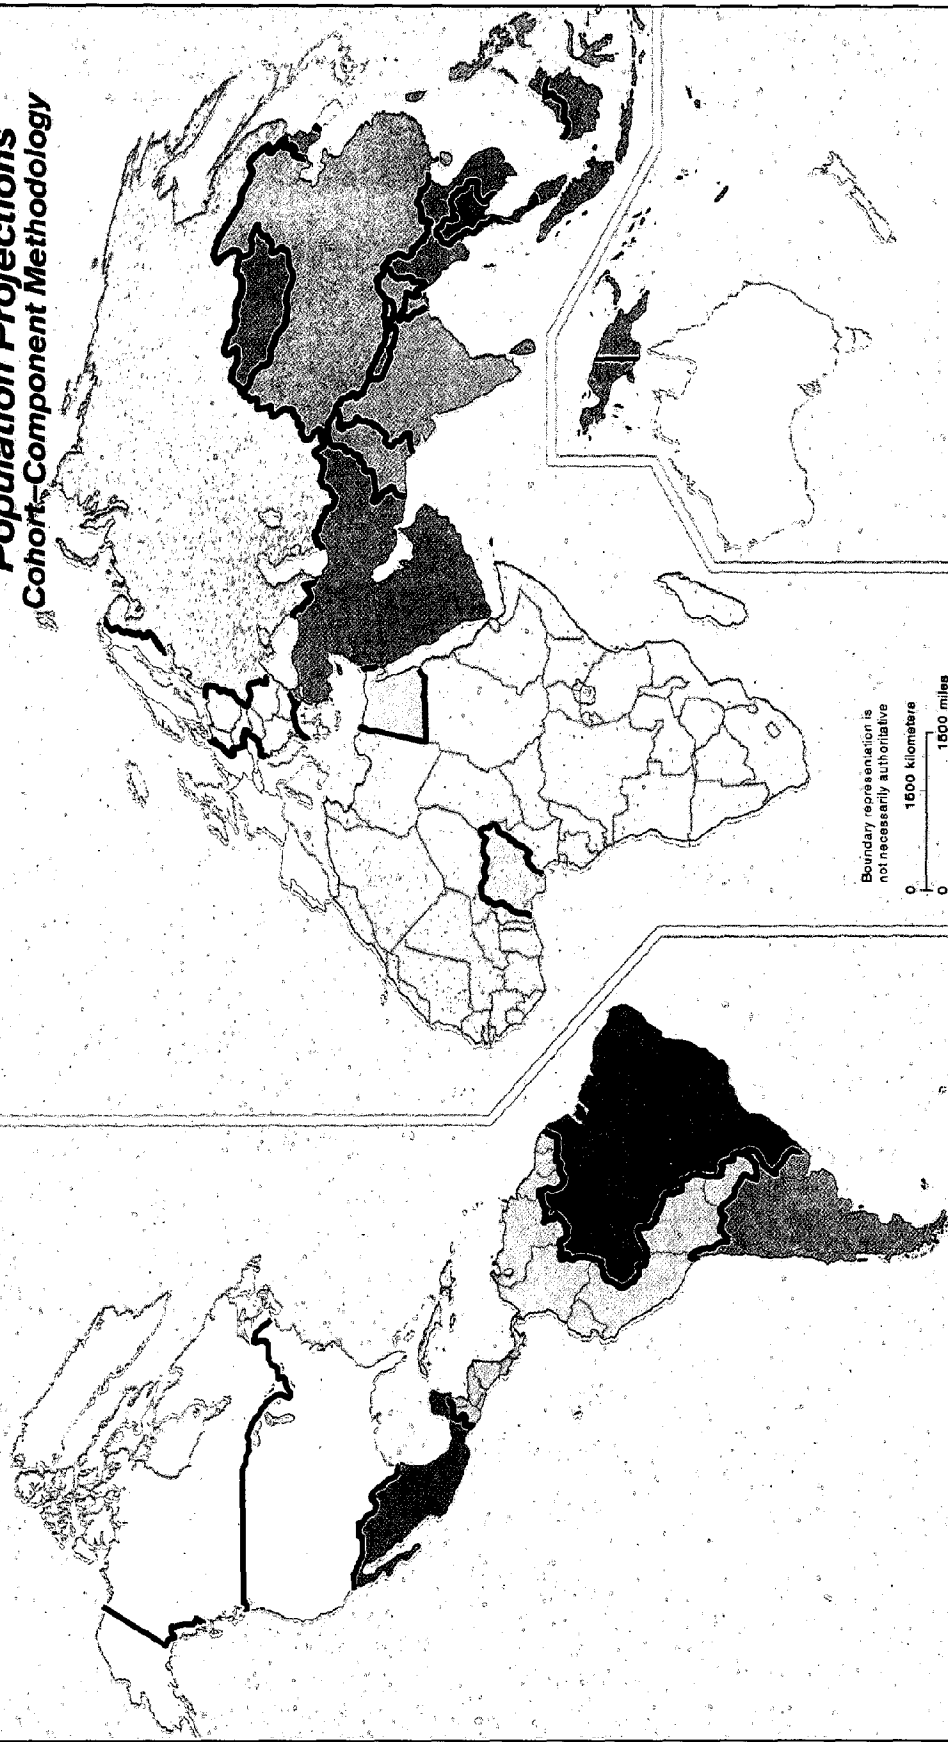 Population Projections
Cohort–Component Methodology
Boundary representation is
not necessarily authoritative
0 1500 kilometers
0 1500 miles